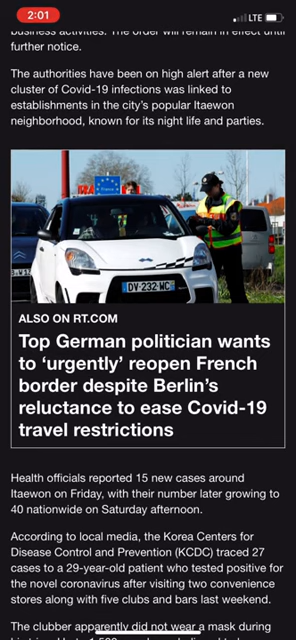 2:01
LTE
business activities. The order will remain in effect until
further notice.
The authorities have been on high alert after a new
cluster of Covid-19 infections was linked to
establishments in the city's popular Itaewon
neighborhood, known for its night life and parties.
France
DV·232·MC
ALSO ON RT.COM
Top German politician wants
to ‘urgently’ reopen French
border despite Berlin’s
reluctance to ease Covid-19
travel restrictions
Health officials reported 15 new cases around
Itaewon on Friday, with their number later growing to
40 nationwide on Saturday afternoon.
According to local media, the Korea Centers for
Disease Control and Prevention (KCDC) traced 27
cases to a 29-year-old patient who tested positive for
the novel coronavirus after visiting two convenience
stores along with five clubs and bars last weekend.
The clubber apparently did not wear a mask during